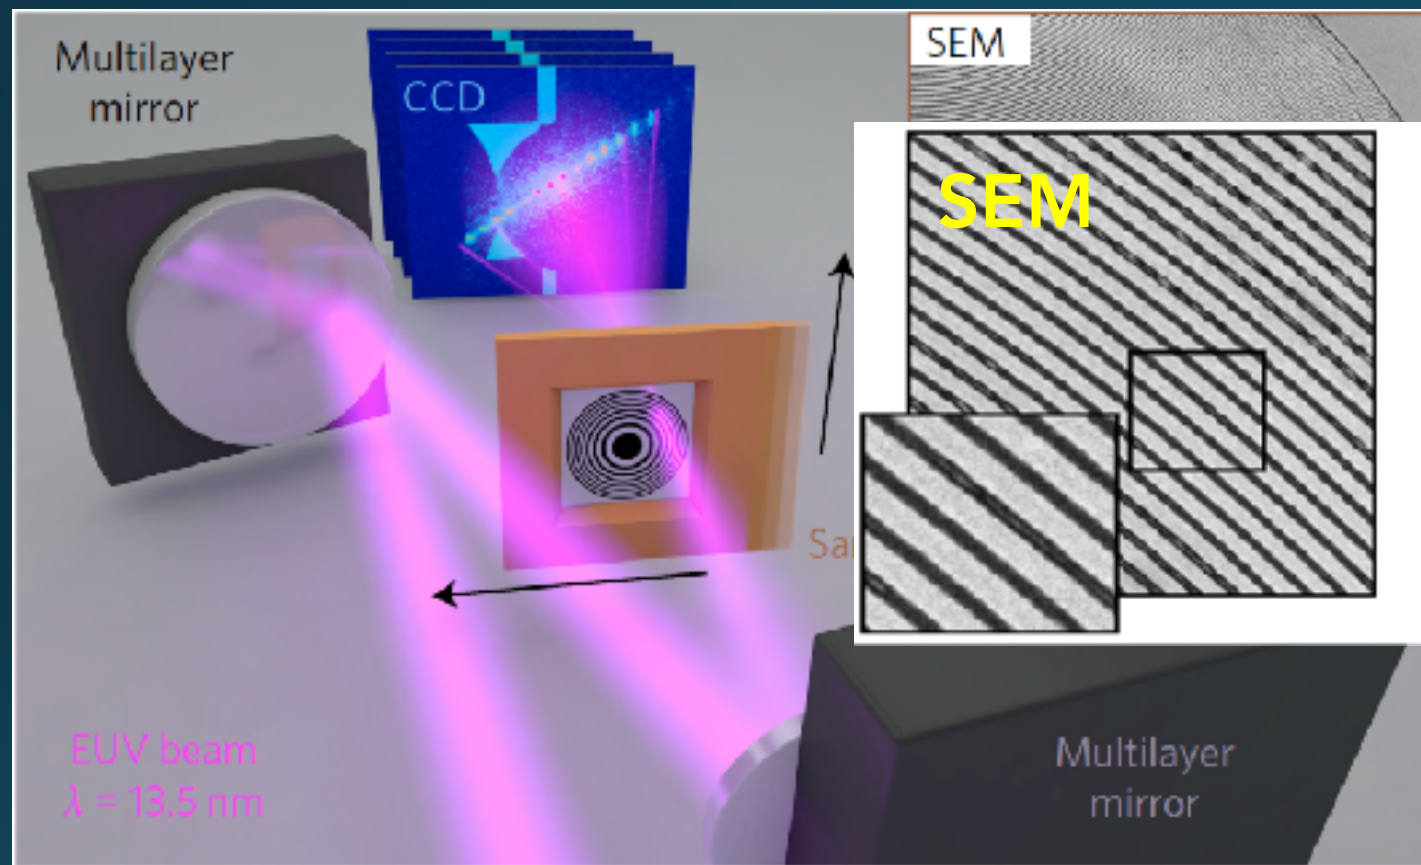 Multilayer
mirror
CCD
SEM
SEM
EUV beam
λ = 13.5 nm
Multilayer
mirror